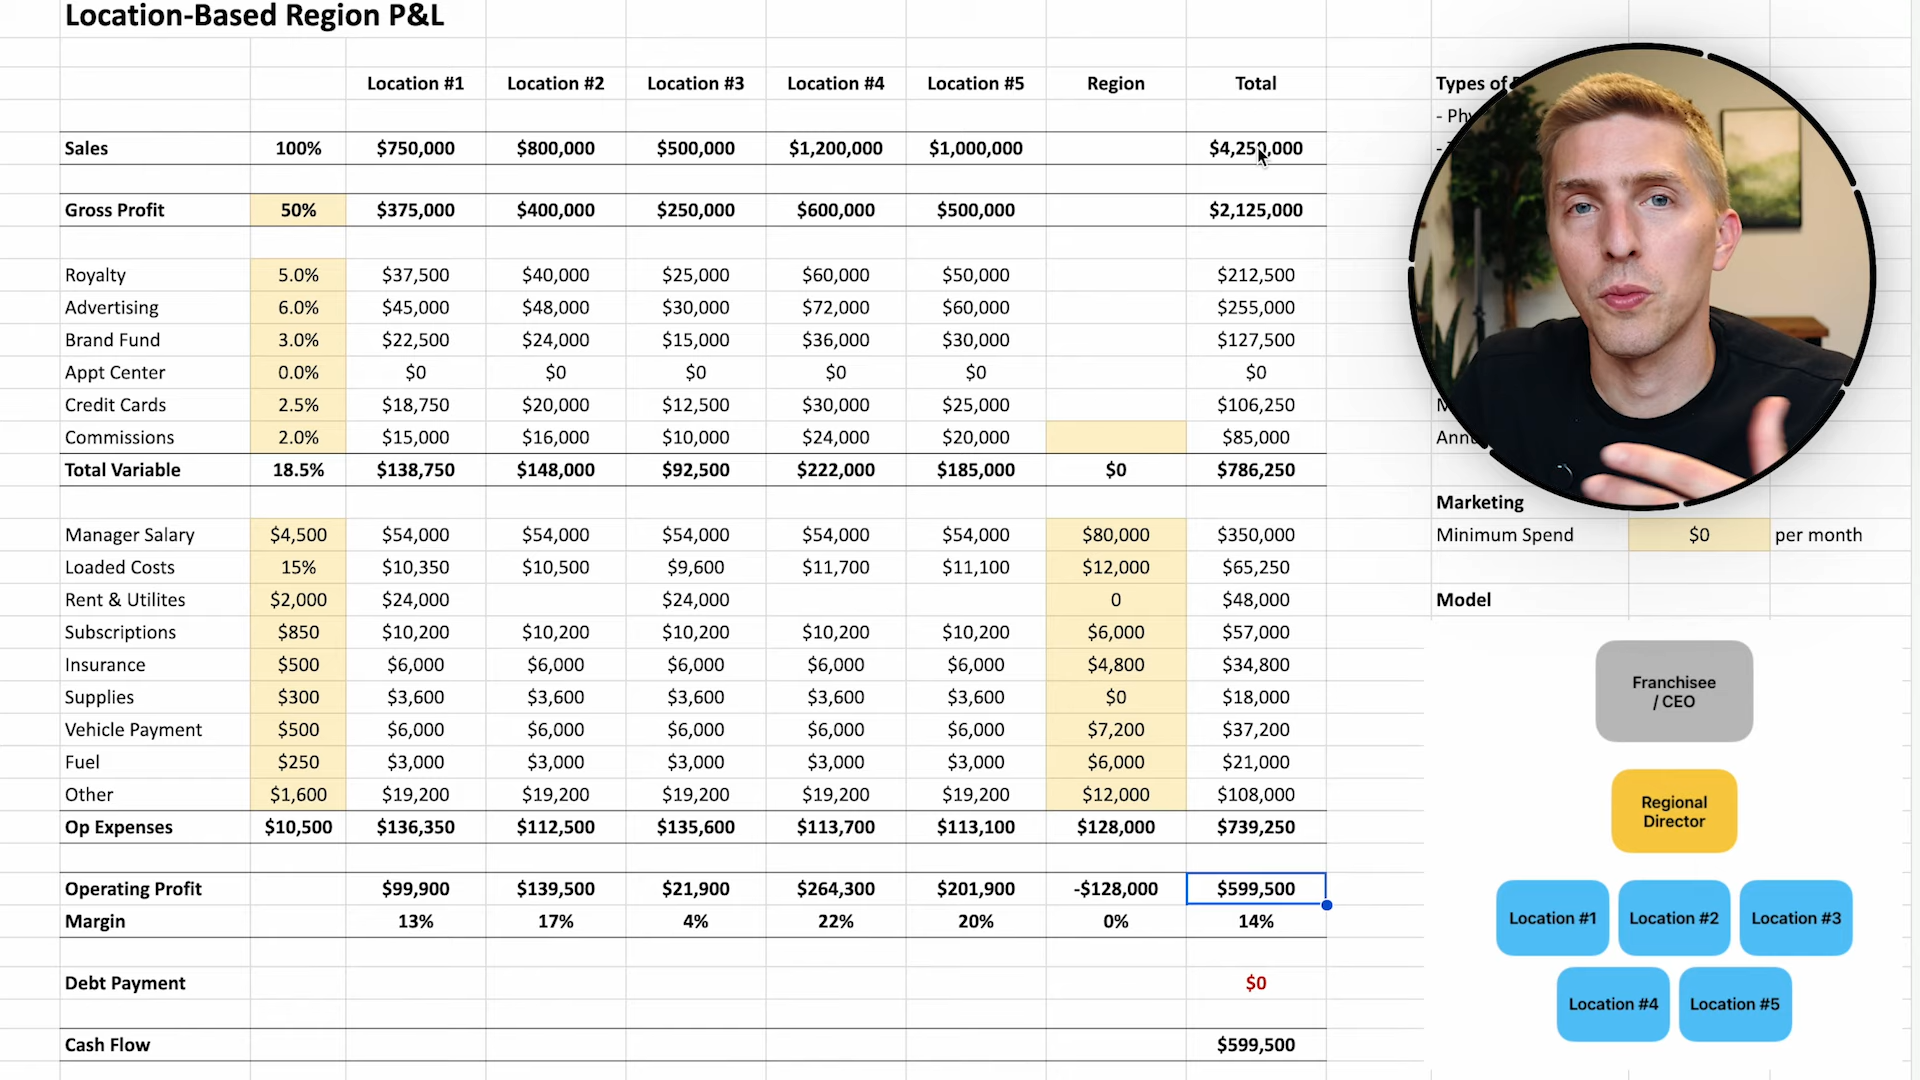 Location-Based Region P&L
Location #1 Location #2 Location #3 Location #4 Location #5 Region Total
Sales 100% $750,000 $800,000 $500,000 $1,200,000 $1,000,000 $4,250,000
Gross Profit 50% $375,000 $400,000 $250,000 $600,000 $500,000 $2,125,000
Royalty 5.0% $37,500 $40,000 $25,000 $60,000 $50,000 $212,500
Advertising 6.0% $45,000 $48,000 $30,000 $72,000 $60,000 $255,000
Brand Fund 3.0% $22,500 $24,000 $15,000 $36,000 $30,000 $127,500
Appt Center 0.0% $0 $0 $0 $0 $0 $0
Credit Cards 2.5% $18,750 $20,000 $12,500 $30,000 $25,000 $106,250
Commissions 2.0% $15,000 $16,000 $10,000 $24,000 $20,000 $85,000
Total Variable 18.5% $138,750 $148,000 $92,500 $222,000 $185,000 $0 $786,250
Manager Salary $4,500 $54,000 $54,000 $54,000 $54,000 $54,000 $80,000 $350,000
Loaded Costs 15% $10,350 $10,500 $9,600 $11,700 $11,100 $12,000 $65,250
Rent & Utilites $2,000 $24,000 $24,000 0 $48,000
Subscriptions $850 $10,200 $10,200 $10,200 $10,200 $10,200 $6,000 $57,000
Insurance $500 $6,000 $6,000 $6,000 $6,000 $6,000 $4,800 $34,800
Supplies $300 $3,600 $3,600 $3,600 $3,600 $3,600 $0 $18,000
Vehicle Payment $500 $6,000 $6,000 $6,000 $6,000 $6,000 $7,200 $37,200
Fuel $250 $3,000 $3,000 $3,000 $3,000 $3,000 $6,000 $21,000
Other $1,600 $19,200 $19,200 $19,200 $19,200 $19,200 $12,000 $108,000
Op Expenses $10,500 $136,350 $112,500 $135,600 $113,700 $113,100 $128,000 $739,250
Operating Profit $99,900 $139,500 $21,900 $264,300 $201,900 -$128,000 $599,500
Margin 13% 17% 4% 22% 20% 0% 14%
Debt Payment $0
Cash Flow $599,500
Types of
Marketing
Minimum Spend $0 per month
Model
Franchisee
/ CEO
Regional
Director
Location #1 Location #2 Location #3
Location #4 Location #5